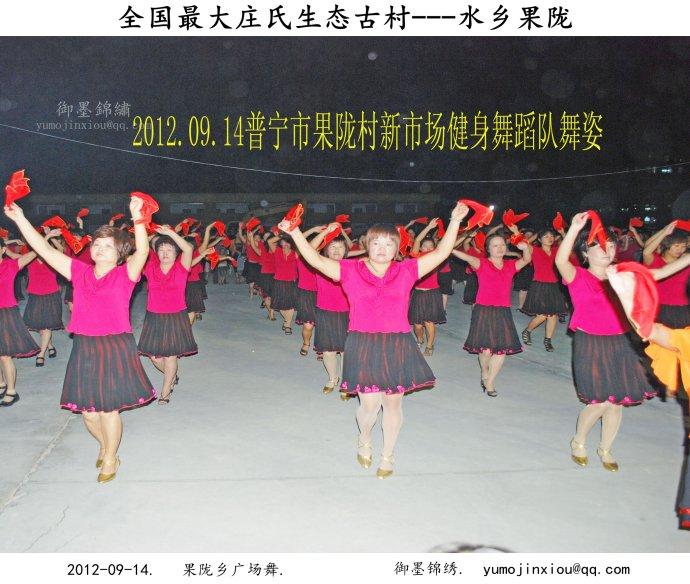 全国最大庄氏生态古村---水乡果陇
御墨錦繡
yumojinxiou@qq.com
2012.09.14普宁市果陇村新市场健身舞蹈队舞姿
2012-09-14. 果陇乡广场舞. 御墨锦绣. yumojinxiou@qq.com